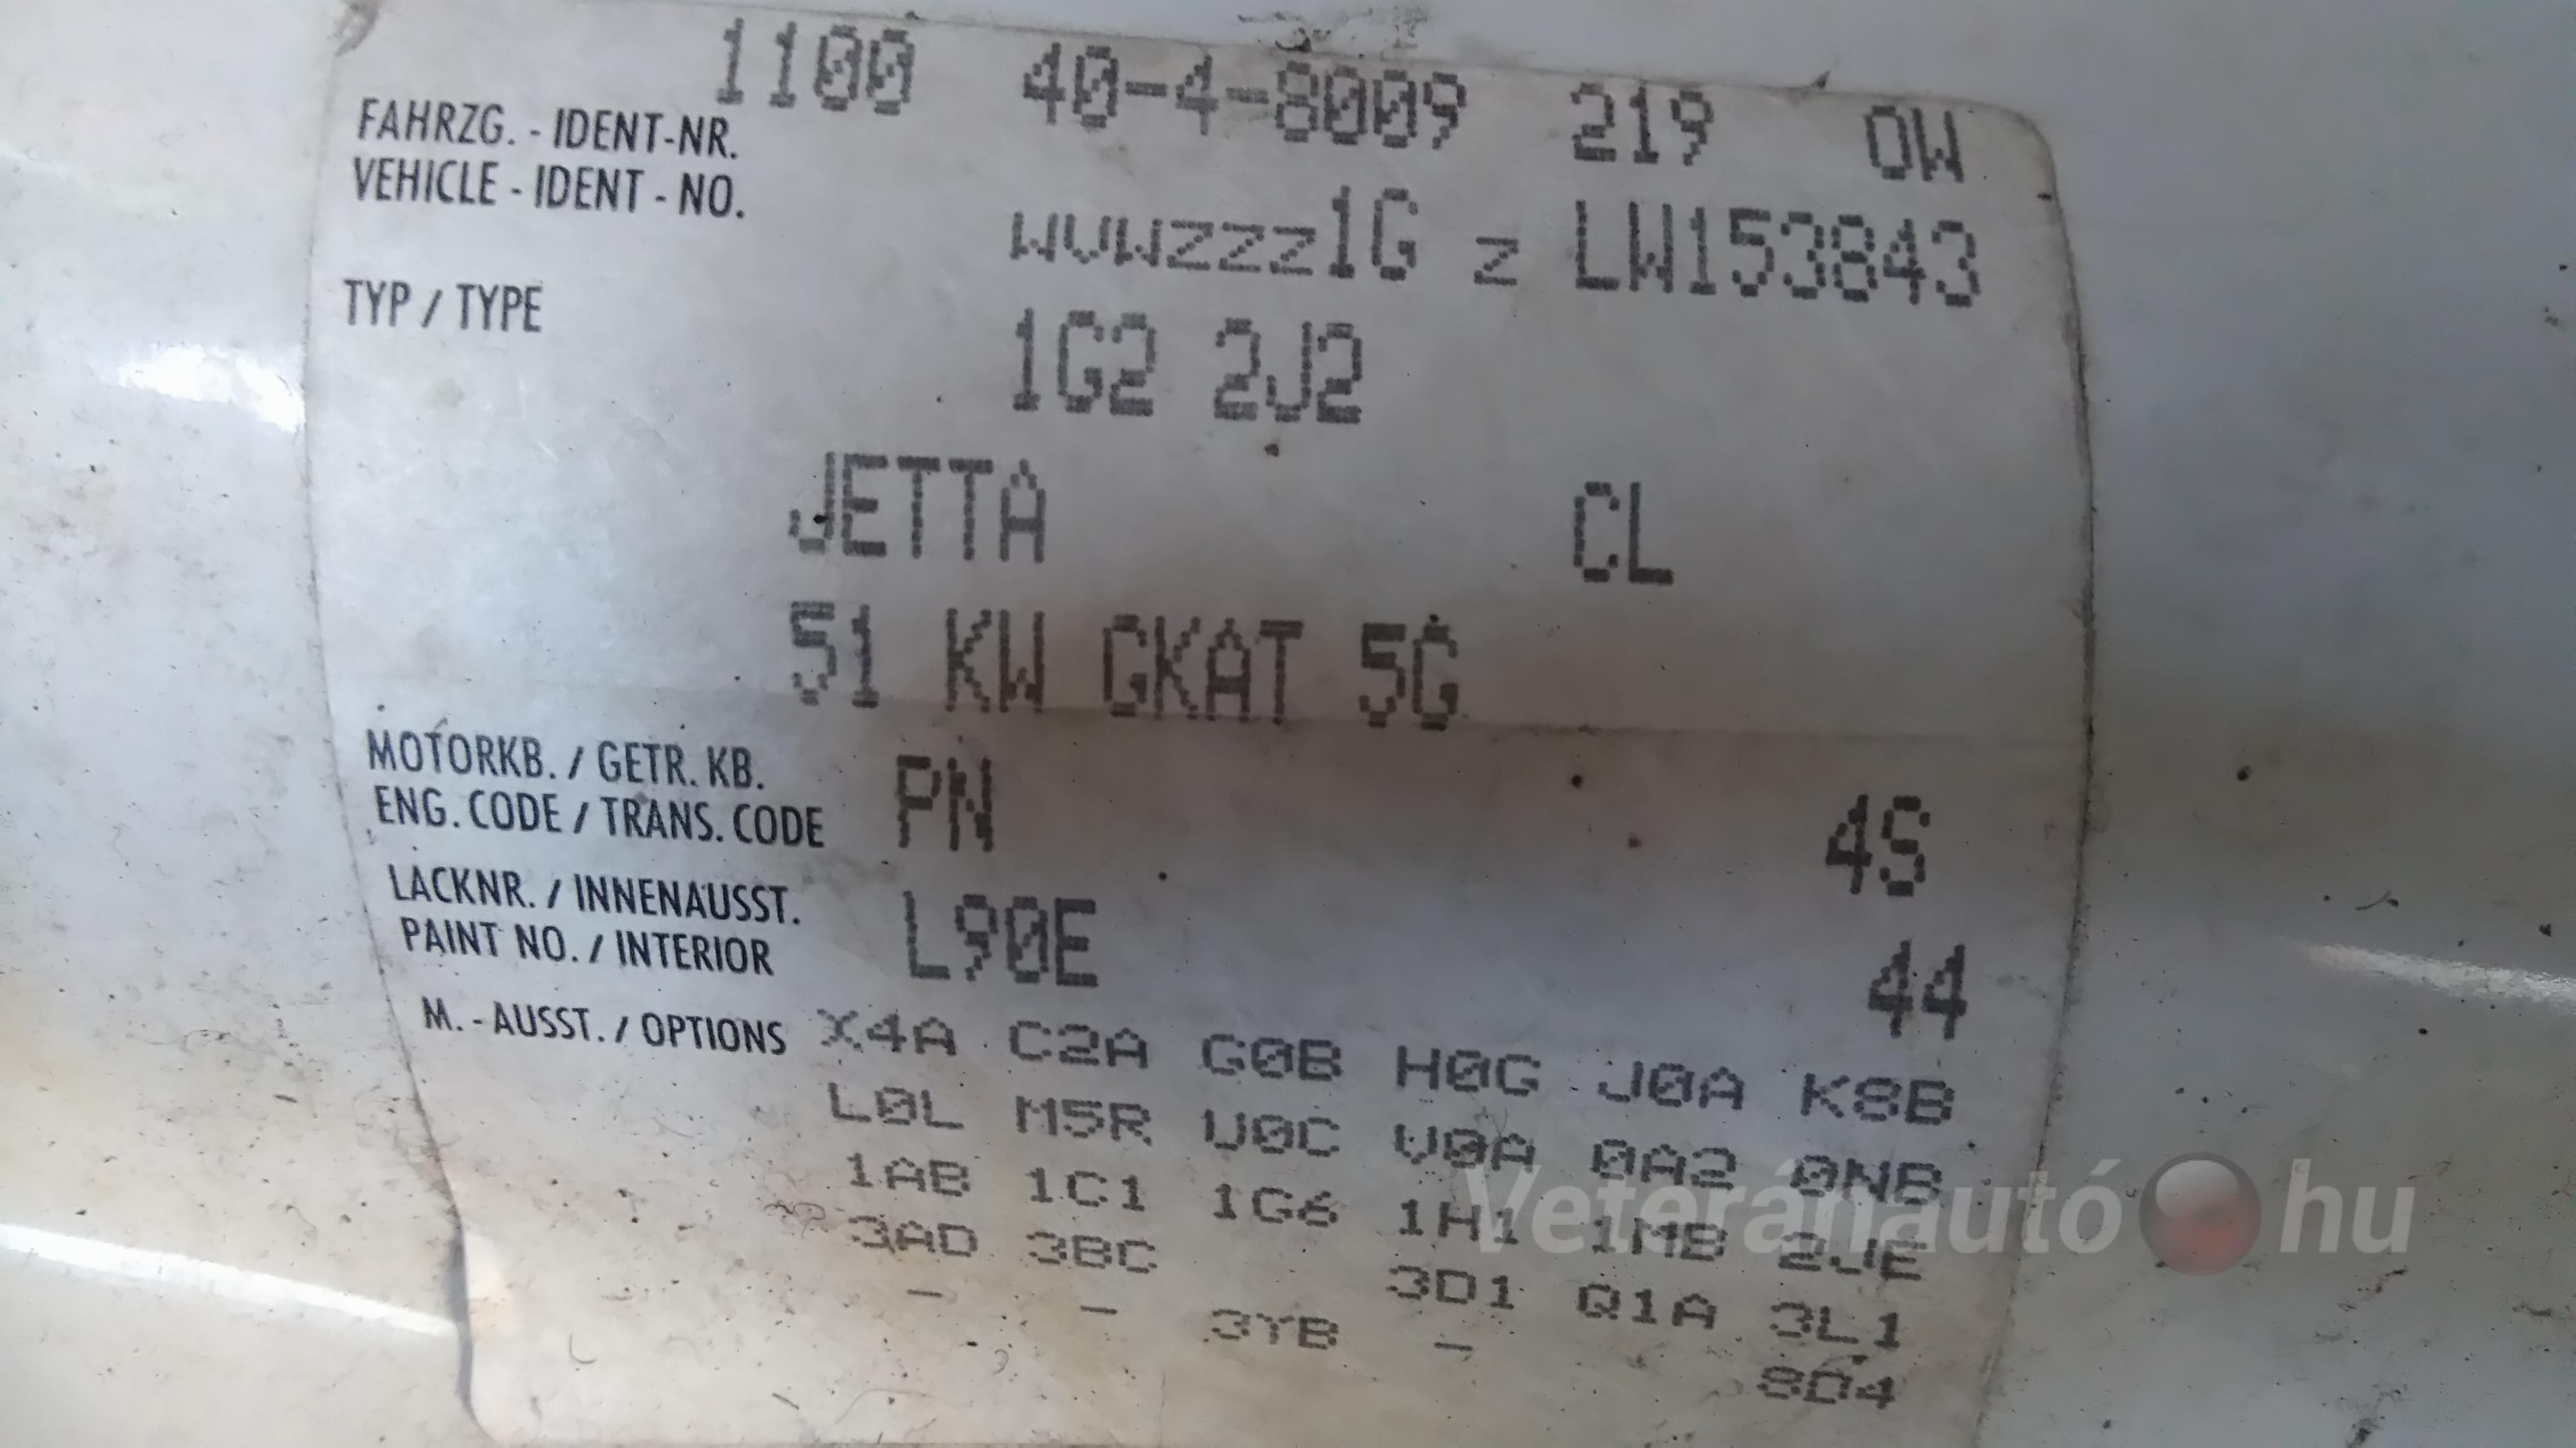 1100 40-4-8009 219 0W
FAHRZG. - IDENT-NR.
VEHICLE - IDENT - NO. WVWZZZ1G Z LW153843
TYP / TYPE 1G2 2J2
JETTA CL
51 KW GKAT 5G
MOTORKB. / GETR. KB.
ENG. CODE / TRANS. CODE PN 4S
LACKNR. / INNENAUSST.
PAINT NO. / INTERIOR L90E 44
M. - AUSST. / OPTIONS X4A C2A G0B H0G J0A K8B
L0L M5R U0C V0A 0A2 0NB
1AB 1C1 1G6 1H1 1MB 2JE
3AD 3BC 3D1 Q1A 3L1
- - 3YB - 8D4
Veteránautó hu